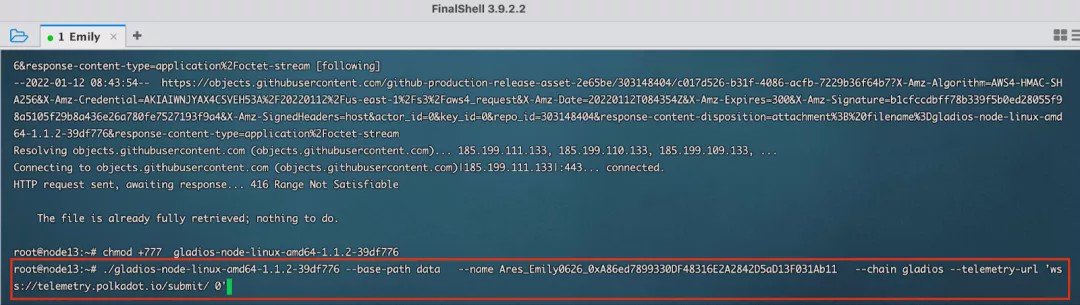 FinalShell 3.9.2.2
1 Emily × +
6&response-content-type=application%2Foctet-stream [following]
--2022-01-12 08:43:54-- https://objects.githubusercontent.com/github-production-release-asset-2e65be/303148404/c017d526-b31f-4086-acfb-7229b36f64b7?X-Amz-Algorithm=AWS4-HMAC-SH
A256&X-Amz-Credential=AKIAIWNJYAX4CSVEH53A%2F20220112%2Fus-east-1%2Fs3%2Faws4_request&X-Amz-Date=20220112T084354Z&X-Amz-Expires=300&X-Amz-Signature=b1cfccdbff78b339f5b0ed28055f9
8a5105f29b8a436e26a780fe7527193f9a4&X-Amz-SignedHeaders=host&actor_id=0&key_id=0&repo_id=303148404&response-content-disposition=attachment%3B%20filename%3Dgladios-node-linux-amd
64-1.1.2-39df776&response-content-type=application%2Foctet-stream
Resolving objects.githubusercontent.com (objects.githubusercontent.com)... 185.199.111.133, 185.199.110.133, 185.199.109.133, ...
Connecting to objects.githubusercontent.com (objects.githubusercontent.com)|185.199.111.133|:443... connected.
HTTP request sent, awaiting response... 416 Range Not Satisfiable
The file is already fully retrieved; nothing to do.
root@node13:~# chmod +777 gladios-node-linux-amd64-1.1.2-39df776
root@node13:~# ./gladios-node-linux-amd64-1.1.2-39df776 --base-path data --name Ares_Emily0626_0xA86ed7899330DF48316E2A2842D5aD13F031Ab11 --chain gladios --telemetry-url 'ws
s://telemetry.polkadot.io/submit/ 0'